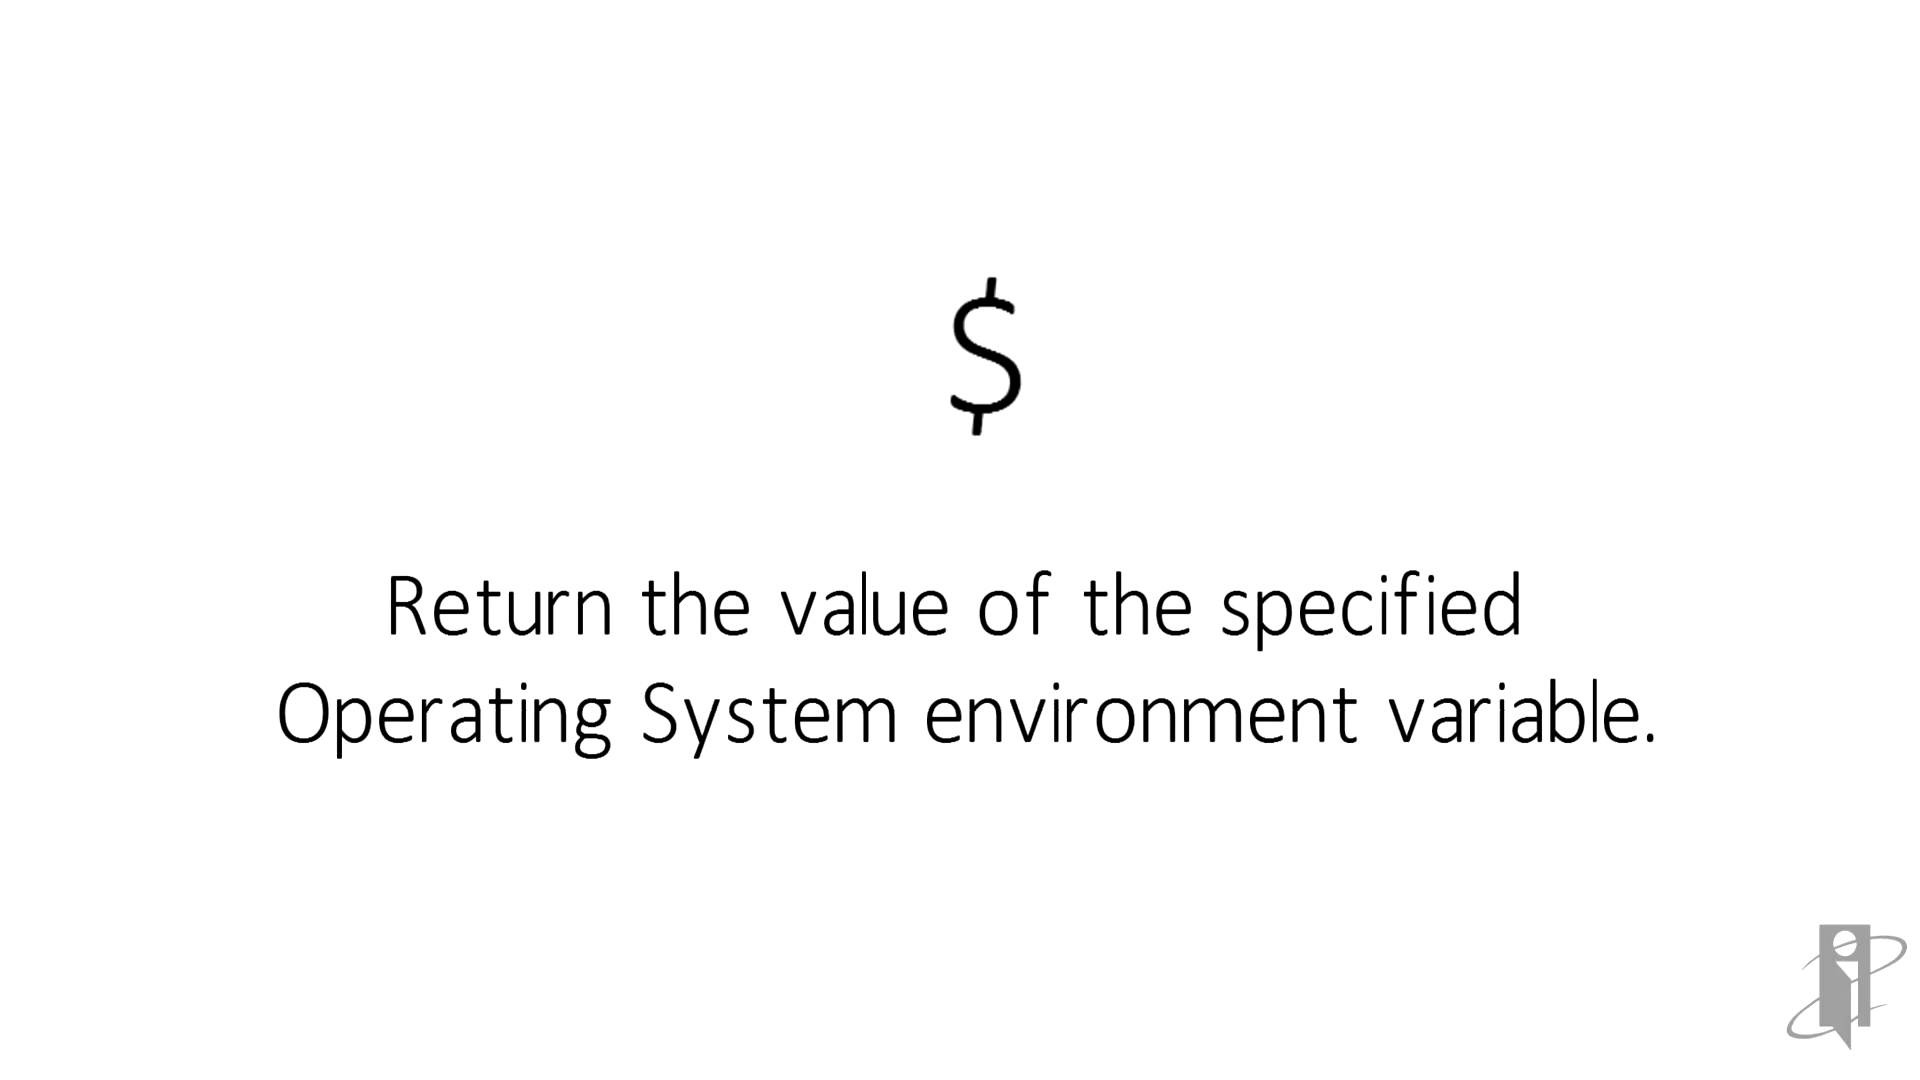 $
Return the value of the specified
Operating System environment variable.